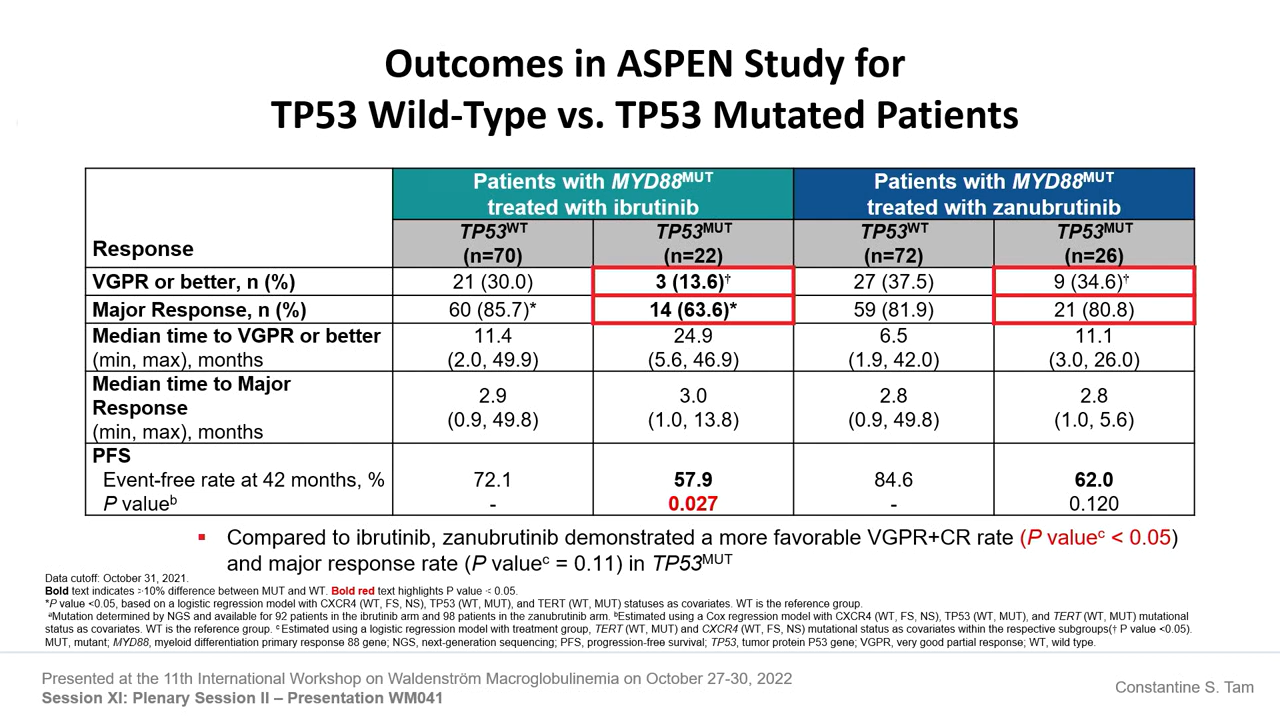 Outcomes in ASPEN Study for
TP53 Wild-Type vs. TP53 Mutated Patients
Response
Patients with MYD88MUT
treated with ibrutinib
Patients with MYD88MUT
treated with zanubrutinib
TP53WT
(n=70)
TP53MUT
(n=22)
TP53WT
(n=72)
TP53MUT
(n=26)
VGPR or better, n (%) 21 (30.0) 3 (13.6)† 27 (37.5) 9 (34.6)†
Major Response, n (%) 60 (85.7)* 14 (63.6)* 59 (81.9) 21 (80.8)
Median time to VGPR or better
(min, max), months
11.4
(2.0, 49.9)
24.9
(5.6, 46.9)
6.5
(1.9, 42.0)
11.1
(3.0, 26.0)
Median time to Major
Response
(min, max), months
2.9
(0.9, 49.8)
3.0
(1.0, 13.8)
2.8
(0.9, 49.8)
2.8
(1.0, 5.6)
PFS
Event-free rate at 42 months, % 72.1 57.9 84.6 62.0
P valueb - 0.027 - 0.120
▪ Compared to ibrutinib, zanubrutinib demonstrated a more favorable VGPR+CR rate (P valuec < 0.05)
and major response rate (P valuec = 0.11) in TP53MUT
Data cutoff: October 31, 2021.
Bold text indicates >10% difference between MUT and WT. Bold red text highlights P value < 0.05.
*P value <0.05, based on a logistic regression model with CXCR4 (WT, FS, NS), TP53 (WT, MUT), and TERT (WT, MUT) statuses as covariates. WT is the reference group.
aMutation determined by NGS and available for 92 patients in the ibrutinib arm and 98 patients in the zanubrutinib arm. bEstimated using a Cox regression model with CXCR4 (WT, FS, NS), TP53 (WT, MUT), and TERT (WT, MUT) mutational
status as covariates. WT is the reference group. c Estimated using a logistic regression model with treatment group, TERT (WT, MUT) and CXCR4 (WT, FS, NS) mutational status as covariates within the respective subgroups(† P value <0.05).
MUT, mutant; MYD88, myeloid differentiation primary response 88 gene; NGS, next-generation sequencing; PFS, progression-free survival; TP53, tumor protein P53 gene; VGPR, very good partial response; WT, wild type.
Presented at the 11th International Workshop on Waldenström Macroglobulinemia on October 27-30, 2022
Session XI: Plenary Session II – Presentation WM041
Constantine S. Tam